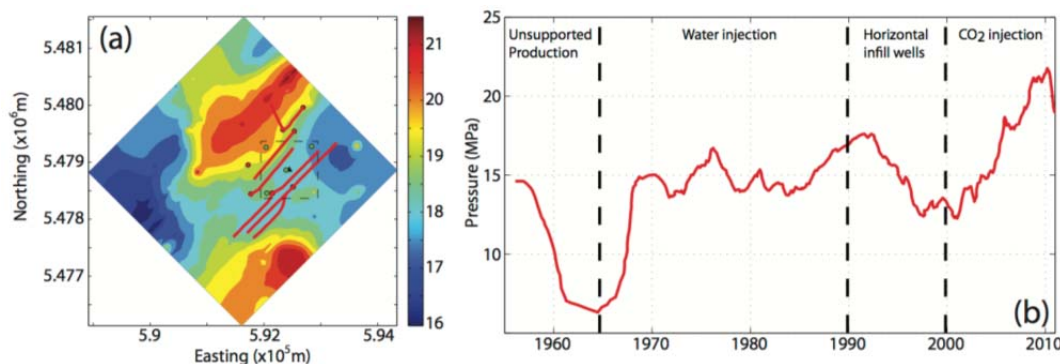 (a)
5.481
5.480
5.479
5.478
5.477
Northing (x10⁶m)
5.9
5.92
5.94
Easting (x10⁵m)
21
20
19
18
17
16
Unsupported
Production
Water injection
Horizontal
infill wells
CO₂ injection
25
20
15
10
Pressure (MPa)
1960
1970
1980
1990
2000
2010
(b)